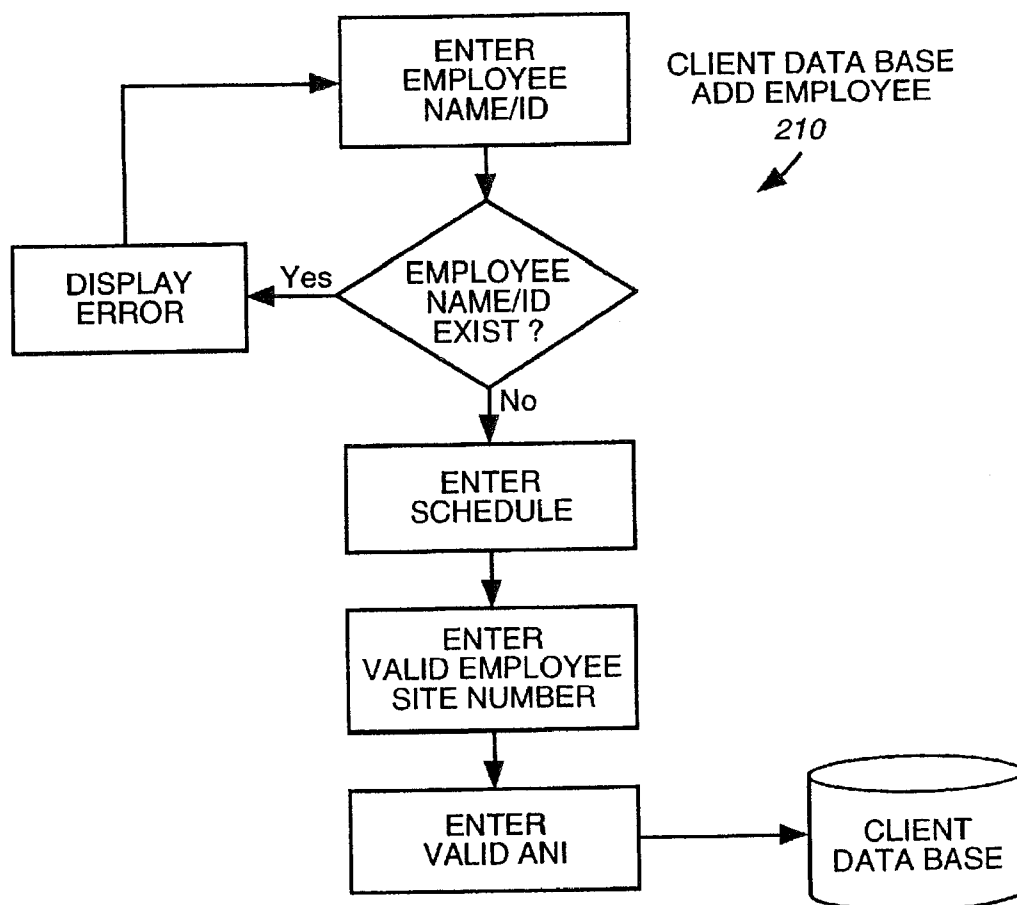 ENTER
EMPLOYEE
NAME/ID
CLIENT DATA BASE
ADD EMPLOYEE
210
DISPLAY
ERROR
Yes
EMPLOYEE
NAME/ID
EXIST ?
No
ENTER
SCHEDULE
ENTER
VALID EMPLOYEE
SITE NUMBER
ENTER
VALID ANI
CLIENT
DATA BASE